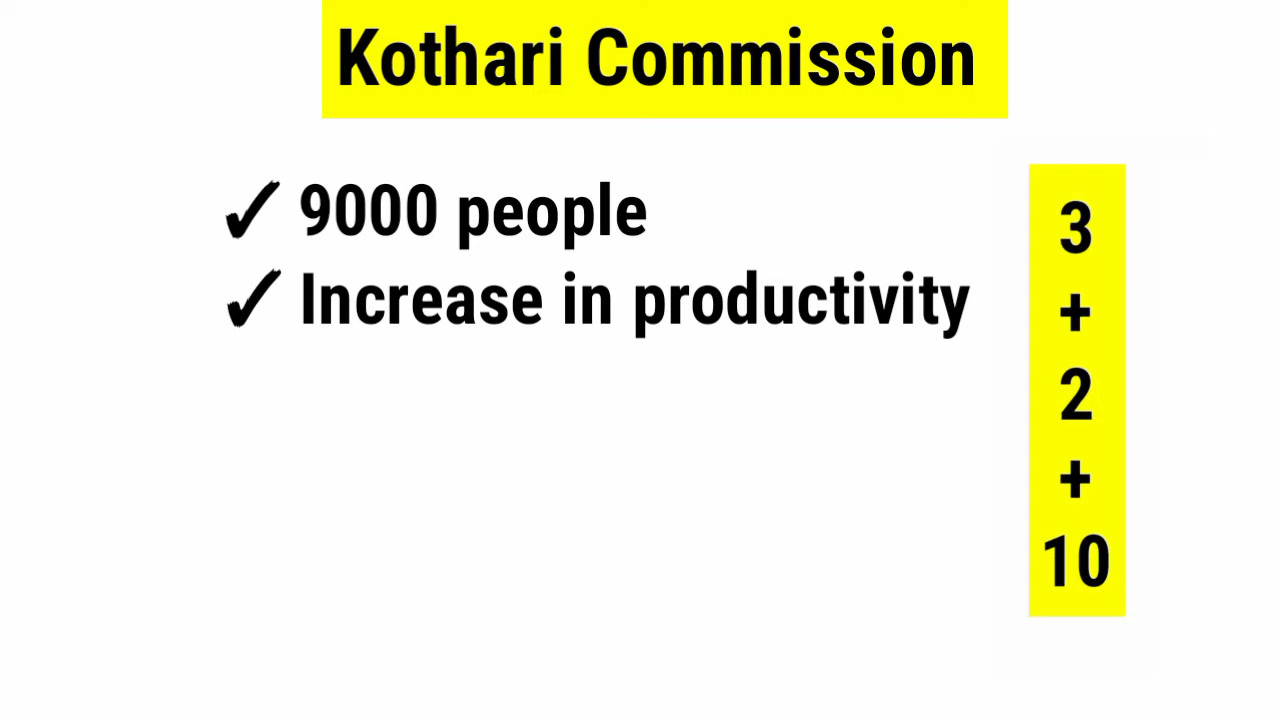 Kothari Commission
✓ 9000 people
✓ Increase in productivity
3
+
2
+
10